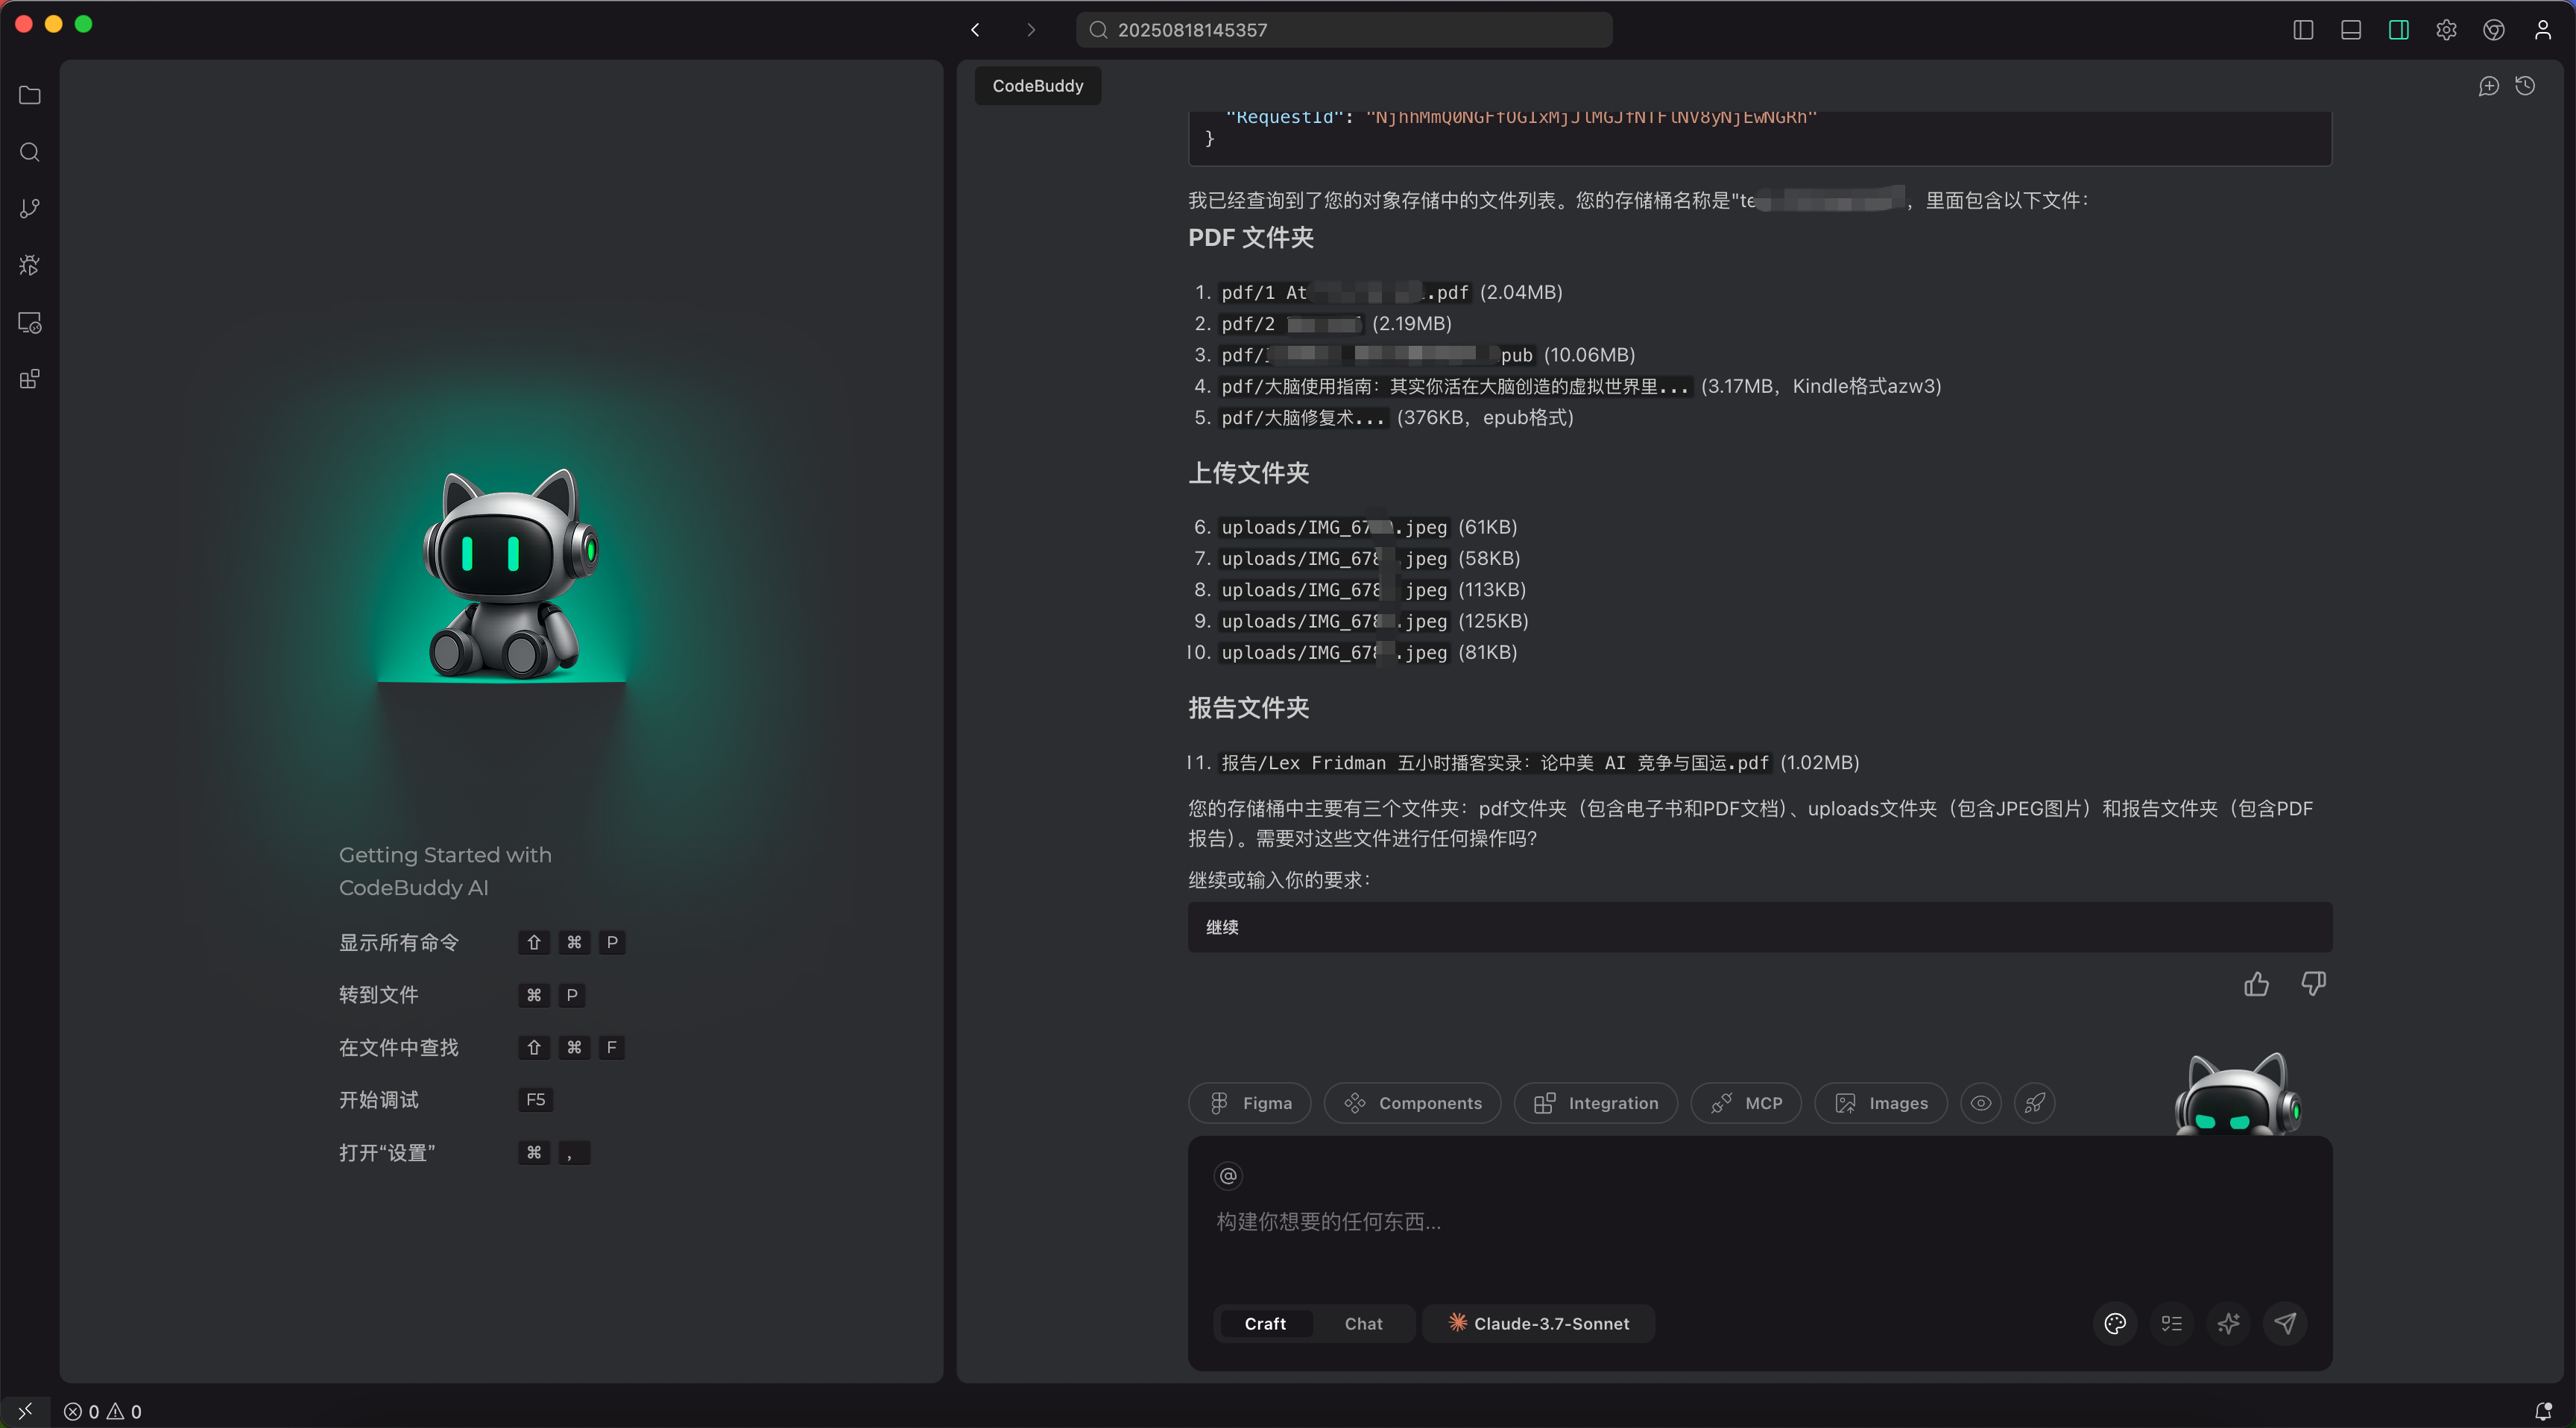 20250818145357
CodeBuddy
"RequestId":
}
我已经查询到了您的对象存储中的文件列表。您的存储桶名称是"te，里面包含以下文件：
PDF 文件夹
1. pdf/1 At .pdf (2.04MB)
2. pdf/2 (2.19MB)
3. pdf/ pub (10.06MB)
4. pdf/大脑使用指南：其实你活在大脑创造的虚拟世界里... (3.17MB，Kindle格式azw3)
5. pdf/大脑修复术... (376KB，epub格式)
上传文件夹
6. uploads/IMG_67 .jpeg (61KB)
7. uploads/IMG_678 .jpeg (58KB)
8. uploads/IMG_678 jpeg (113KB)
9. uploads/IMG_678 .jpeg (125KB)
10. uploads/IMG_678 .jpeg (81KB)
报告文件夹
11. 报告/Lex Fridman 五小时播客实录：论中美 AI 竞争与国运.pdf (1.02MB)
您的存储桶中主要有三个文件夹：pdf文件夹（包含电子书和PDF文档）、uploads文件夹（包含JPEG图片）和报告文件夹（包含PDF
报告）。需要对这些文件进行任何操作吗？
继续或输入你的要求：
继续
Figma
Components
Integration
MCP
Images
@
构建你想要的任何东西...
Craft
Chat
Claude-3.7-Sonnet
Getting Started with
CodeBuddy AI
显示所有命令 ⇧ ⌘ P
转到文件 ⌘ P
在文件中查找 ⇧ ⌘ F
开始调试 F5
打开“设置” ⌘ ,
0 0